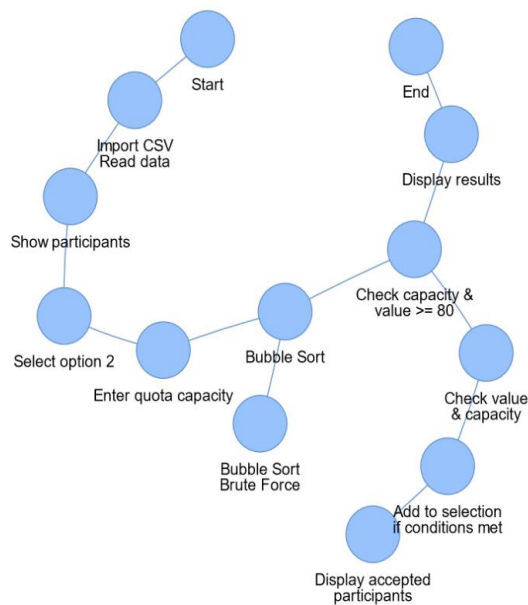 Start
End
Import CSV
Read data
Display results
Show participants
Check capacity &
value >= 80
Select option 2
Enter quota capacity
Bubble Sort
Check value
& capacity
Bubble Sort
Brute Force
Add to selection
if conditions met
Display accepted
participants